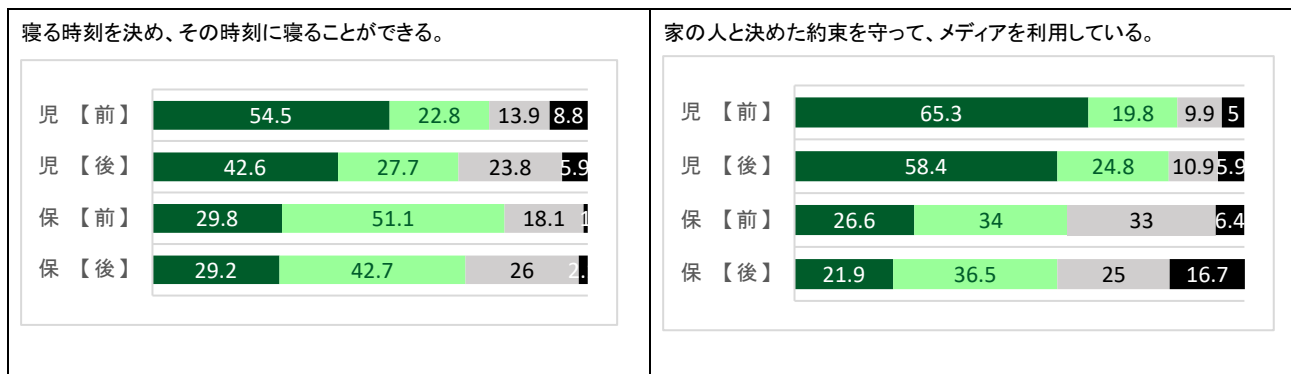 寝る時刻を決め、その時刻に寝ることができる。
児 【前】 54.5 22.8 13.9 8.8
児 【後】 42.6 27.7 23.8 5.9
保 【前】 29.8 51.1 18.1 1
保 【後】 29.2 42.7 26 2.
家の人と決めた約束を守って、メディアを利用している。
児 【前】 65.3 19.8 9.9 5
児 【後】 58.4 24.8 10.9 5.9
保 【前】 26.6 34 33 6.4
保 【後】 21.9 36.5 25 16.7